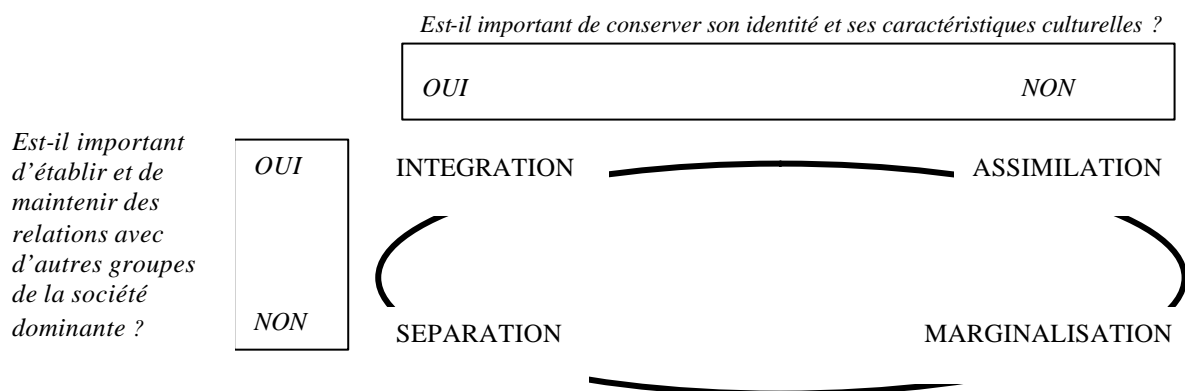 Est-il important de conserver son identité et ses caractéristiques culturelles ?
OUI NON
Est-il important
d'établir et de
maintenir des
relations avec
d'autres groupes
de la société
dominante ?
OUI
NON
INTEGRATION ASSIMILATION
SEPARATION MARGINALISATION